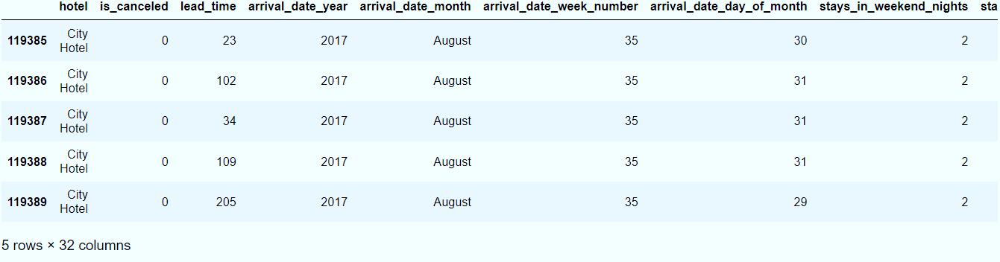 hotel is_canceled lead_time arrival_date_year arrival_date_month arrival_date_week_number arrival_date_day_of_month stays_in_weekend_nights sta
119385 City Hotel 0 23 2017 August 35 30 2
119386 City Hotel 0 102 2017 August 35 31 2
119387 City Hotel 0 34 2017 August 35 31 2
119388 City Hotel 0 109 2017 August 35 31 2
119389 City Hotel 0 205 2017 August 35 29 2
5 rows × 32 columns